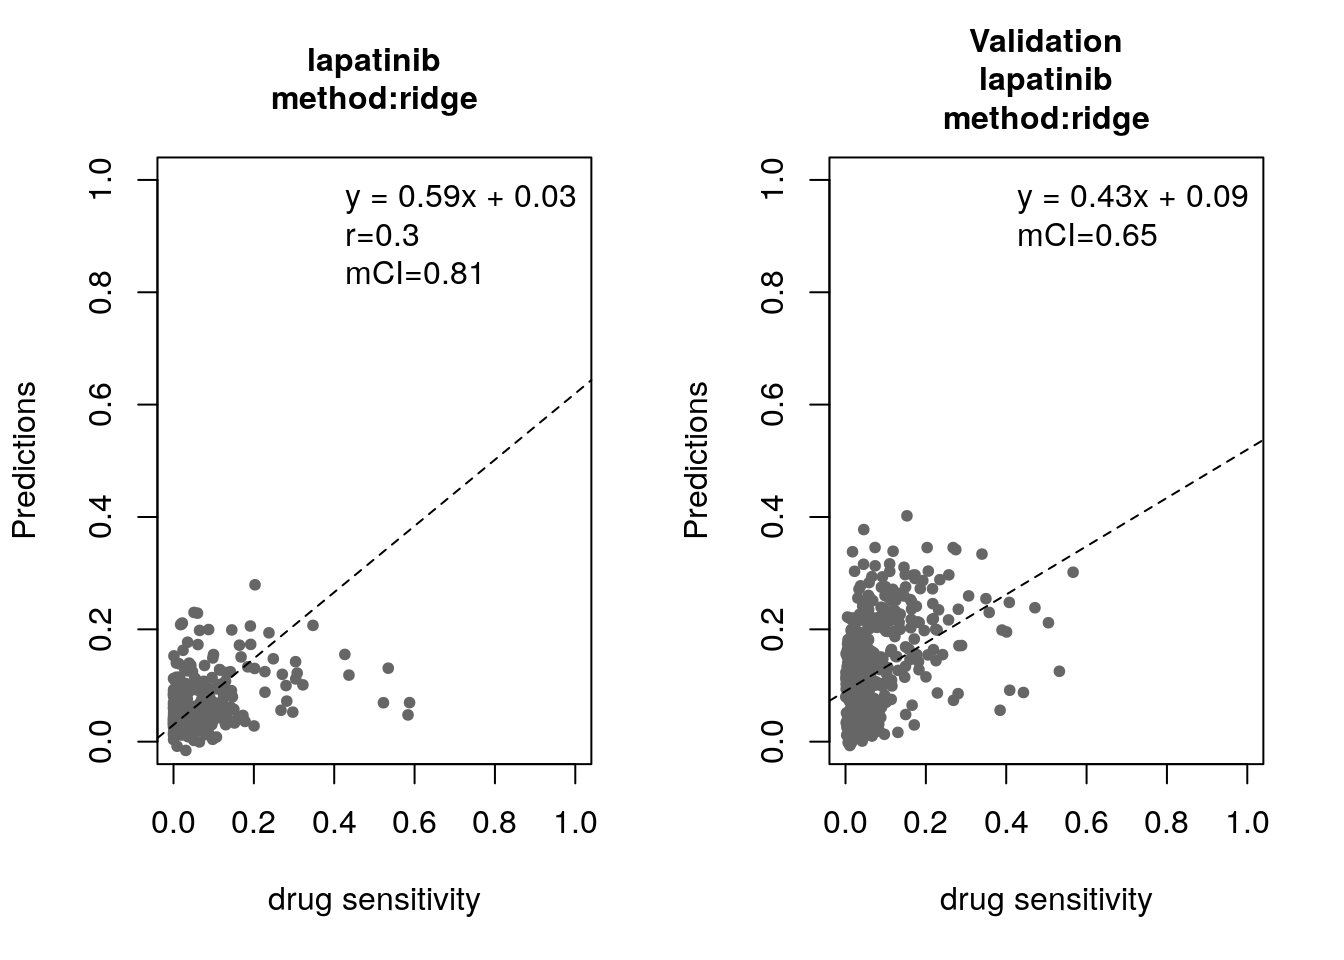 lapatinib
method:ridge
y = 0.59x + 0.03
r=0.3
mCI=0.81
Predictions
0.0 0.2 0.4 0.6 0.8 1.0
0.0 0.2 0.4 0.6 0.8 1.0
drug sensitivity
Validation
lapatinib
method:ridge
y = 0.43x + 0.09
mCI=0.65
Predictions
0.0 0.2 0.4 0.6 0.8 1.0
0.0 0.2 0.4 0.6 0.8 1.0
drug sensitivity